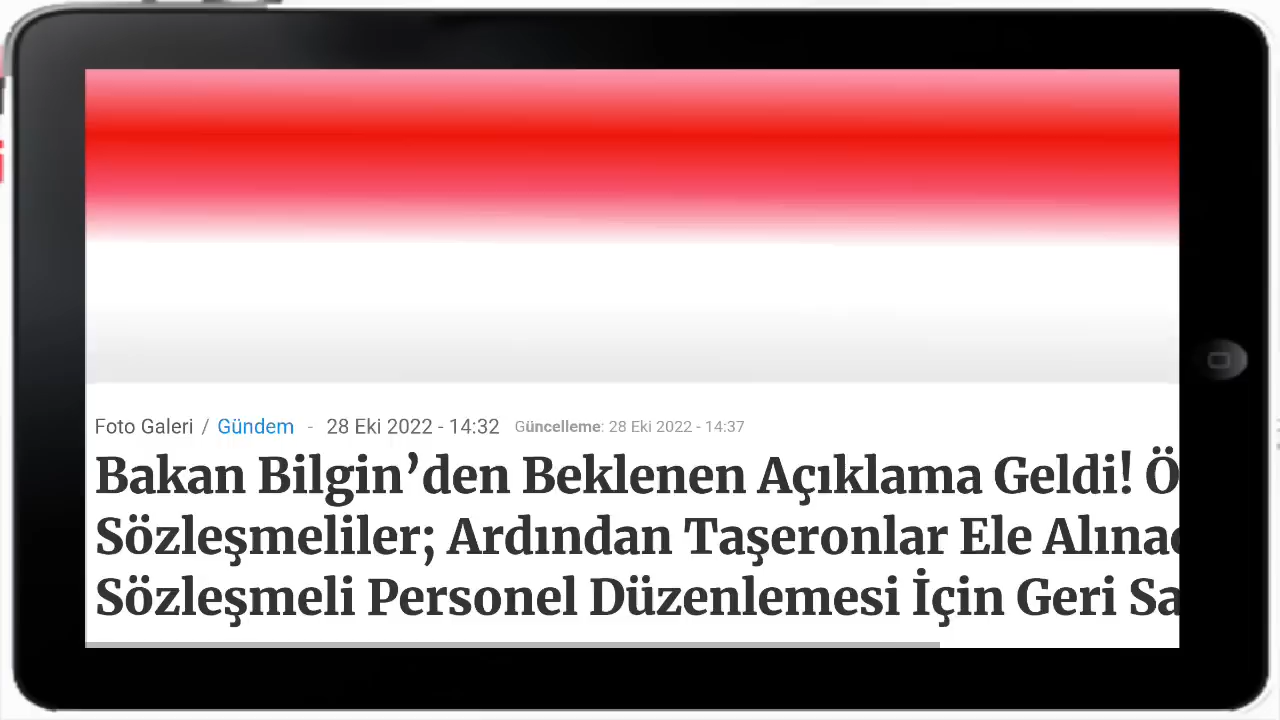 Foto Galeri / Gündem - 28 Eki 2022 - 14:32 Güncelleme: 28 Eki 2022 - 14:37
Bakan Bilgin’den Beklenen Açıklama Geldi!
Sözleşmeliler; Ardından Taşeronlar Ele
Sözleşmeli Personel Düzenlemesi İçin Geri